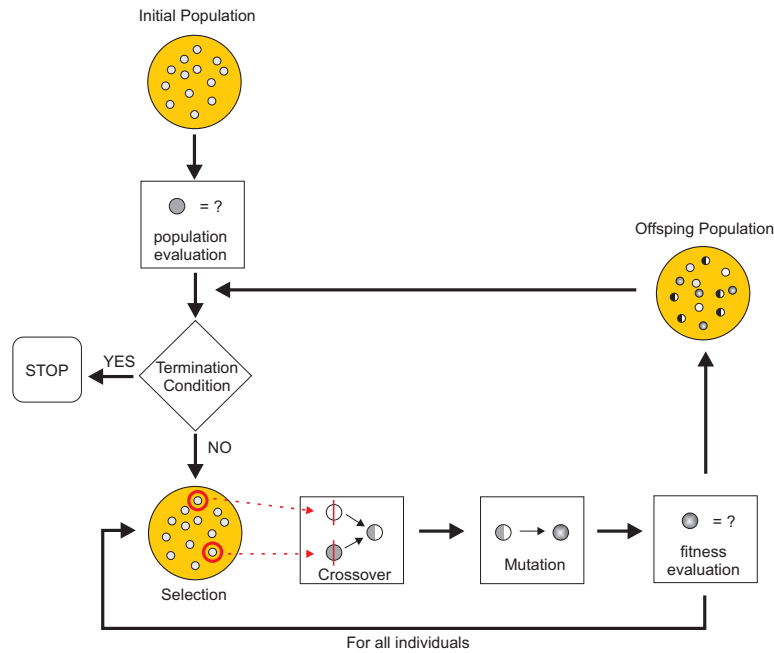 Initial Population
= ?
population
evaluation
Offsping Population
STOP
YES
Termination
Condition
NO
Selection
Crossover
Mutation
= ?
fitness
evaluation
For all individuals